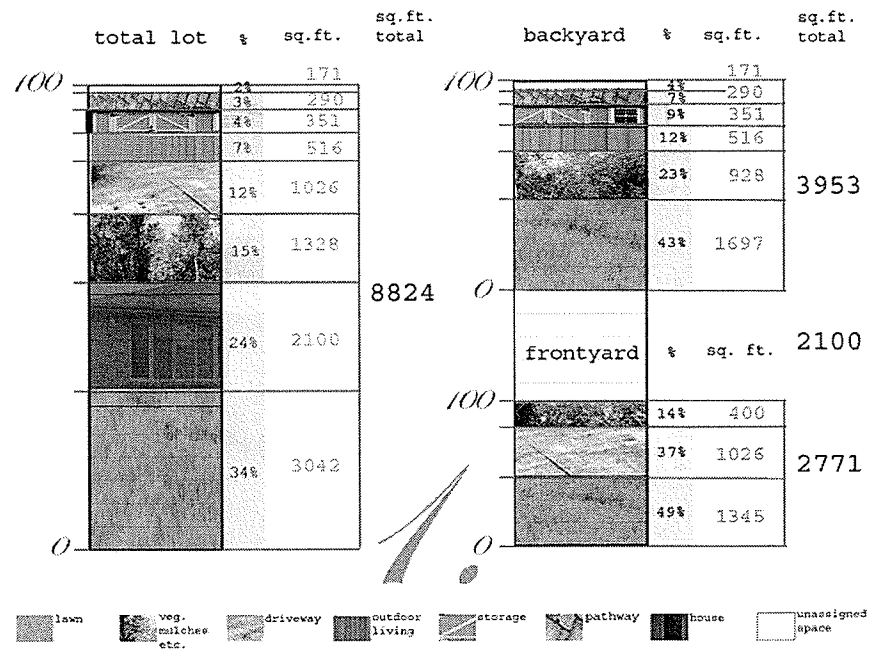 total lot % sq.ft. sq.ft. total
100
2% 171
3% 290
4% 351
7% 516
12% 1026
15% 1328
24% 2100
34% 3042
0
8824
backyard % sq.ft. sq.ft. total
100
4% 171
7% 290
9% 351
12% 516
23% 928
43% 1697
0
3953
2100
frontyard % sq. ft.
100
14% 400
37% 1026
49% 1345
0
2771
lawn
veg.
mulches
etc.
driveway
outdoor
living
storage
pathway
house
unassigned
space